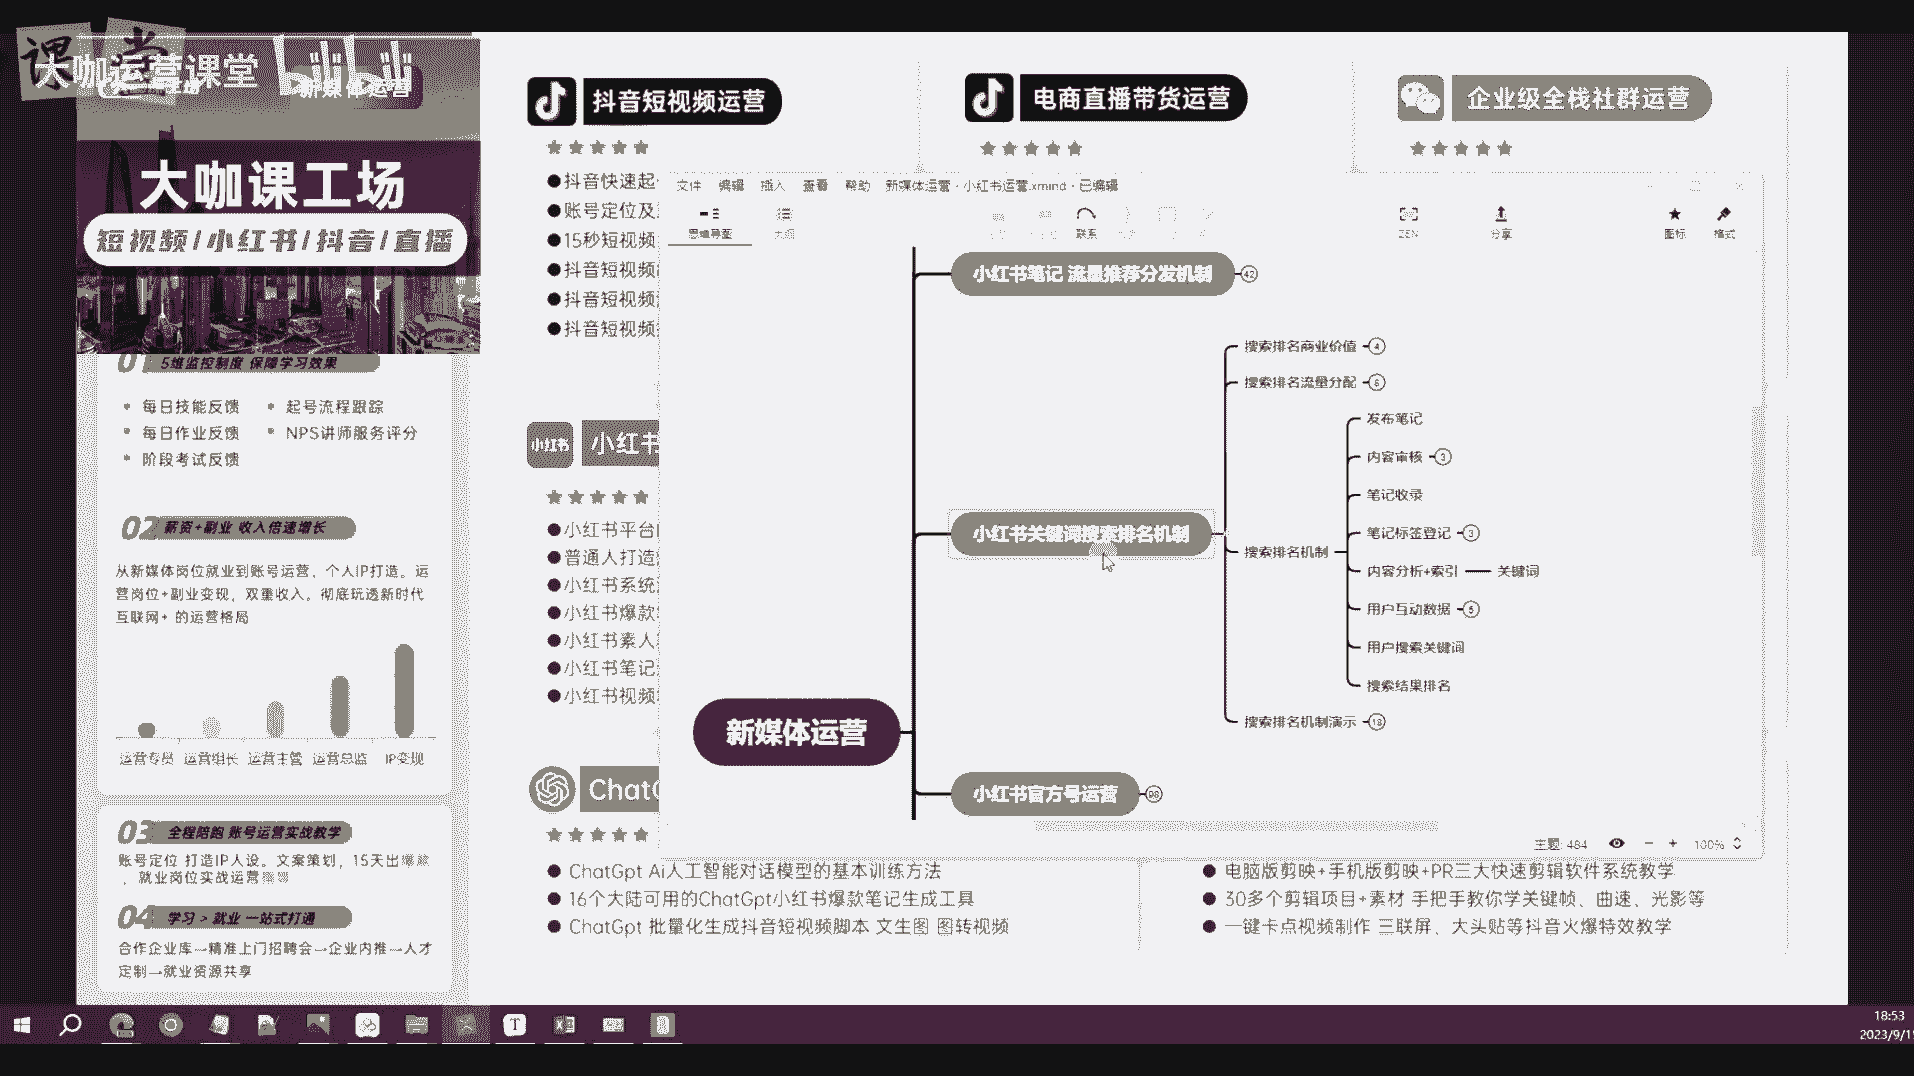 课堂
大咖运营课堂
bilibili
新媒体运营
大咖课工场
短视频/小红书/抖音/直播
01 5维监控制度 保障学习效果
每日技能反馈
起号流程跟踪
每日作业反馈
NPS讲师服务评分
阶段考试反馈
02 薪资+副业 收入倍速增长
从新媒体岗位就业到账号运营，个人IP打造。运
营岗位+副业变现，双重收入。彻底玩透新时代
互联网+ 的运营格局
运营专员 运营组长 运营主管 运营总监 IP变现
03 全程陪跑 账号运营实战教学
账号定位 打造IP人设。文案策划，15天出爆款
，就业岗位实战运营
04 学习 > 就业 一站式打通
合作企业库→精准上门招聘会→企业内推→人才
定制→就业资源共享
抖音短视频运营
电商直播带货运营
企业级全栈社群运营
抖音快速起
账号定位及
15秒短视频
抖音短视频
抖音短视频
抖音短视频
小红书 小红书
小红书平台
普通人打造
小红书系统
小红书爆款
小红书素人
小红书笔记
小红书视频
ChatG
ChatGpt Ai人工智能对话模型的基本训练方法
16个大陆可用的ChatGpt小红书爆款笔记生成工具
ChatGpt 批量化生成抖音短视频脚本 文生图 图转视频
电脑版剪映+手机版剪映+PR三大快速剪辑软件系统教学
30多个剪辑项目+素材 手把手教你学关键帧、曲速、光影等
一键卡点视频制作 三联屏、大头贴等抖音火爆特效教学
文件 编辑 插入 查看 帮助 新媒体运营 - 小红书运营.xmind - 已编辑
思维导图 大纲 联系 ZEN 分享 图标 格式
小红书笔记 流量推荐分发机制 42
搜索排名商业价值 4
搜索排名流量分配 6
发布笔记
内容审核 3
笔记收录
小红书关键词搜索排名机制
笔记标签登记 3
搜索排名机制
内容分析+索引 关键词
用户互动数据 5
用户搜索关键词
搜索结果排名
搜索排名机制演示 18
新媒体运营
小红书官方号运营 98
主题: 484 100%
18:53
2023/9/1